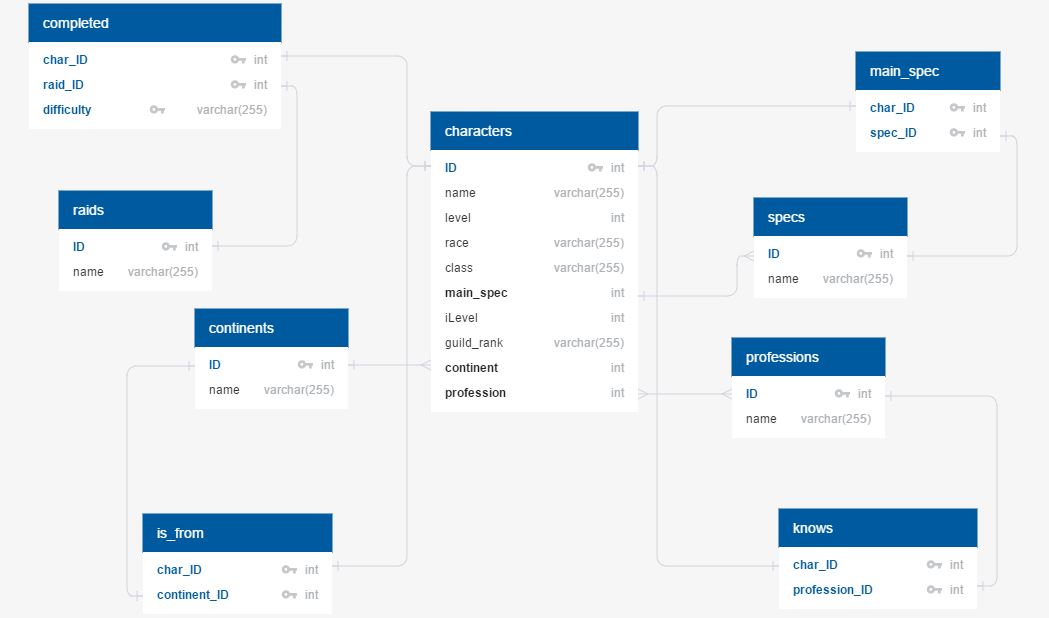 completed
char_ID int
raid_ID int
difficulty varchar(255)
raids
ID int
name varchar(255)
continents
ID int
name varchar(255)
is_from
char_ID int
continent_ID int
characters
ID int
name varchar(255)
level int
race varchar(255)
class varchar(255)
main_spec int
iLevel int
guild_rank varchar(255)
continent int
profession int
main_spec
char_ID int
spec_ID int
specs
ID int
name varchar(255)
professions
ID int
name varchar(255)
knows
char_ID int
profession_ID int